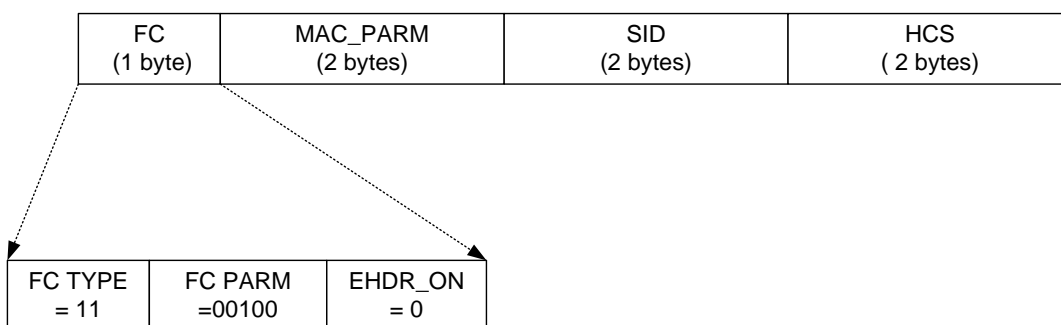 FC
(1 byte)
MAC_PARM
(2 bytes)
SID
(2 bytes)
HCS
( 2 bytes)
FC TYPE
= 11
FC PARM
=00100
EHDR_ON
= 0